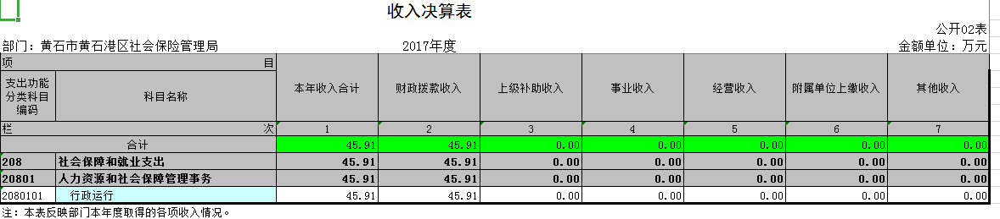 收入决算表
公开02表
部门：黄石市黄石港区社会保险管理局 2017年度 金额单位：万元
项 目 本年收入合计 财政拨款收入 上级补助收入 事业收入 经营收入 附属单位上缴收入 其他收入
支出功能分类科目编码 科目名称
栏 次 1 2 3 4 5 6 7
合计 45.91 45.91 0.00 0.00 0.00 0.00 0.00
208 社会保障和就业支出 45.91 45.91 0.00 0.00 0.00 0.00 0.00
20801 人力资源和社会保障管理事务 45.91 45.91 0.00 0.00 0.00 0.00 0.00
2080101 行政运行 45.91 45.91 0.00 0.00 0.00 0.00 0.00
注：本表反映部门本年度取得的各项收入情况。